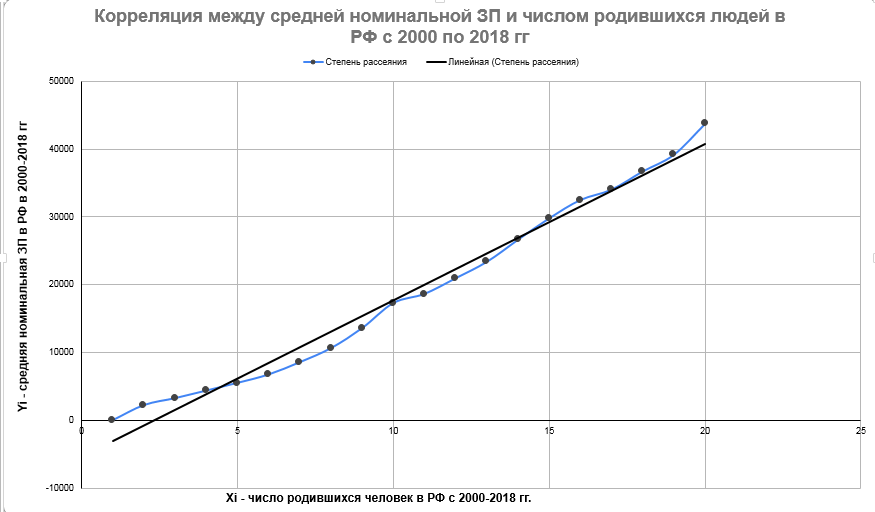 Корреляция между средней номинальной ЗП и числом родившихся людей в
РФ с 2000 по 2018 гг
Степень рассеяния
Линейная (Степень рассеяния)
Yi - средняя номинальная ЗП в РФ в 2000-2018 гг
50000
40000
30000
20000
10000
0
-10000
0
5
10
15
20
25
Xi - число родившихся человек в РФ с 2000-2018 гг.